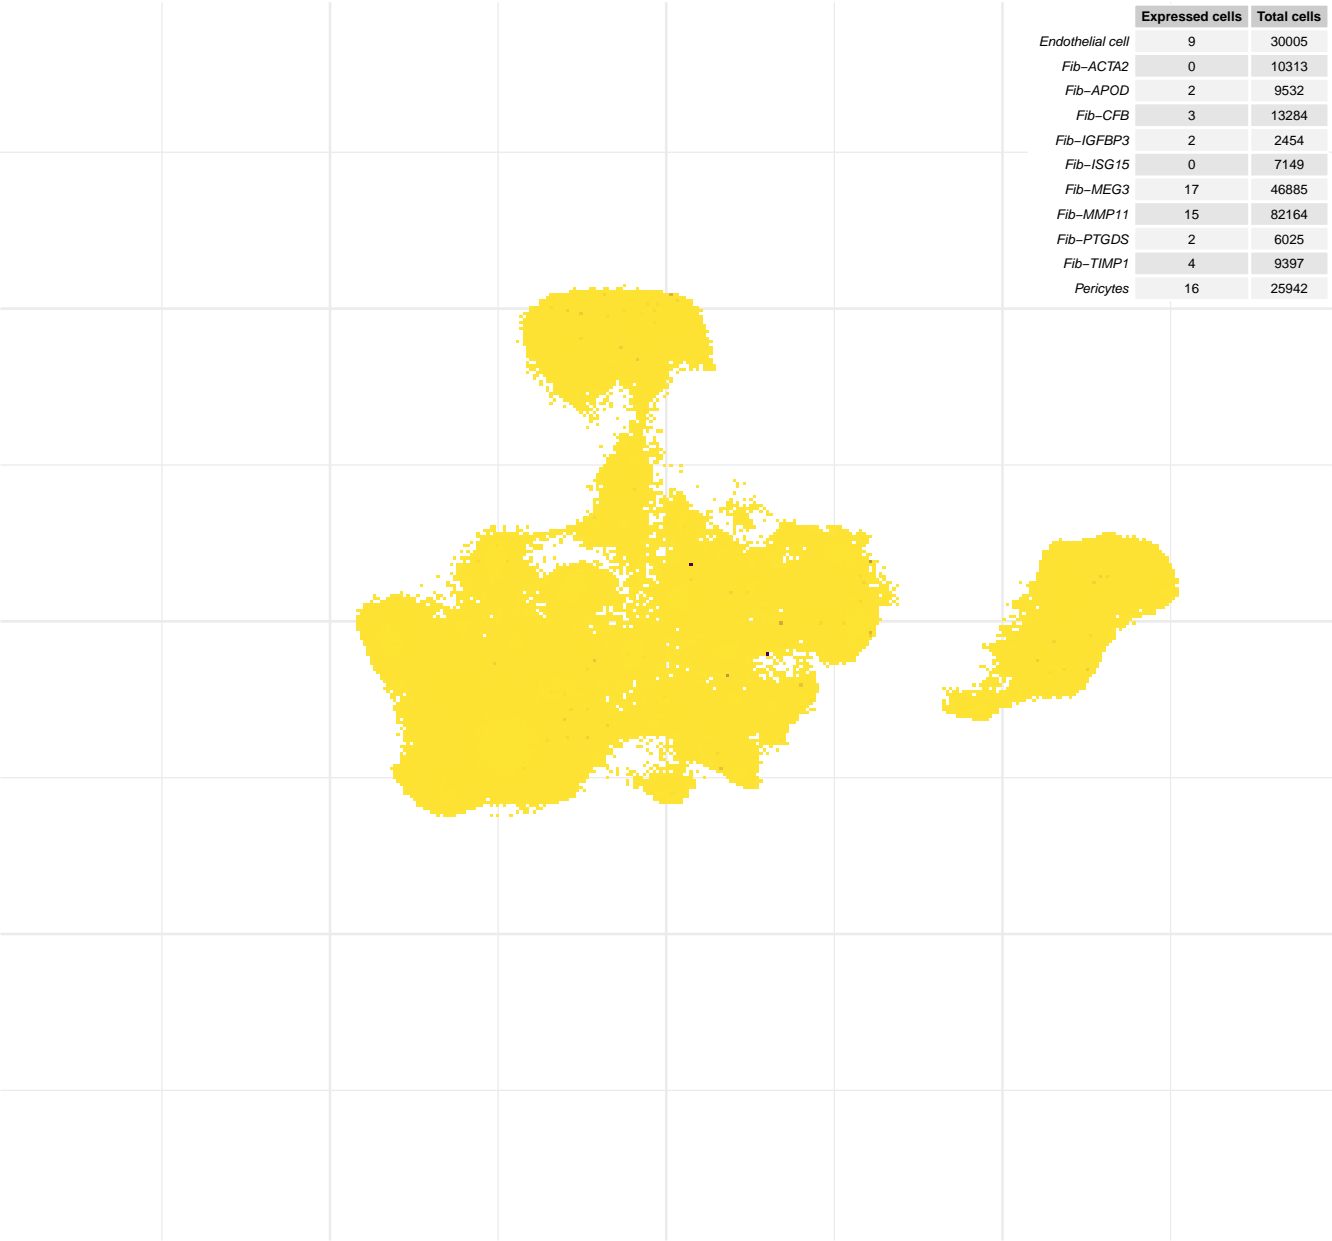 Expressed cells Total cells
Endothelial cell 9 30005
Fib−ACTA2 0 10313
Fib−APOD 2 9532
Fib−CFB 3 13284
Fib−IGFBP3 2 2454
Fib−ISG15 0 7149
Fib−MEG3 17 46885
Fib−MMP11 15 82164
Fib−PTGDS 2 6025
Fib−TIMP1 4 9397
Pericytes 16 25942